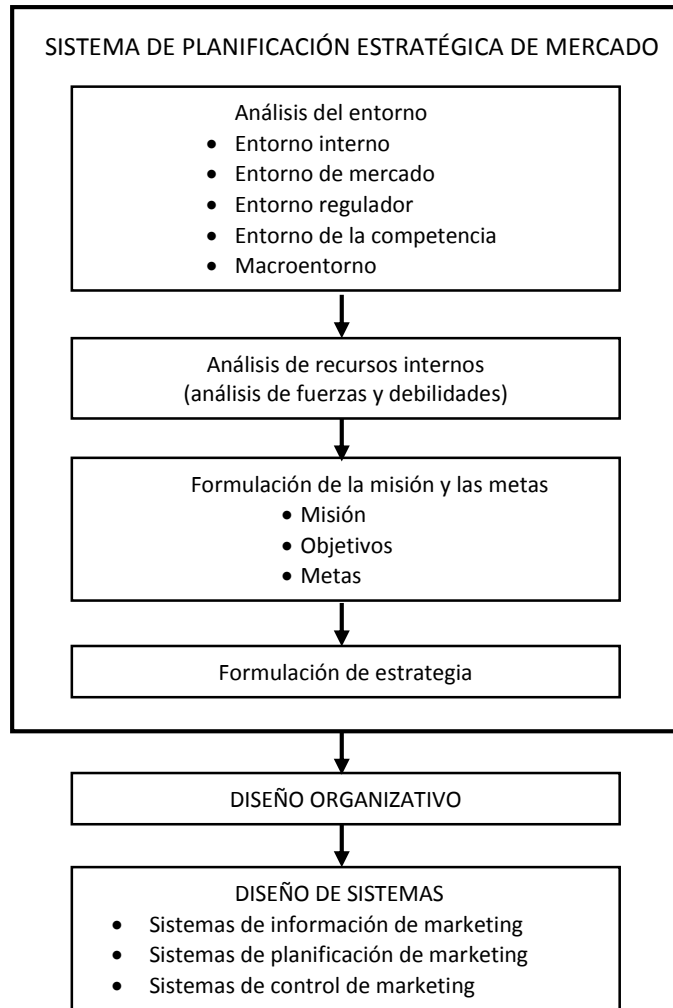 SISTEMA DE PLANIFICACIÓN ESTRATÉGICA DE MERCADO
Análisis del entorno
• Entorno interno
• Entorno de mercado
• Entorno regulador
• Entorno de la competencia
• Macroentorno
Análisis de recursos internos
(análisis de fuerzas y debilidades)
Formulación de la misión y las metas
• Misión
• Objetivos
• Metas
Formulación de estrategia
DISEÑO ORGANIZATIVO
DISEÑO DE SISTEMAS
• Sistemas de información de marketing
• Sistemas de planificación de marketing
• Sistemas de control de marketing